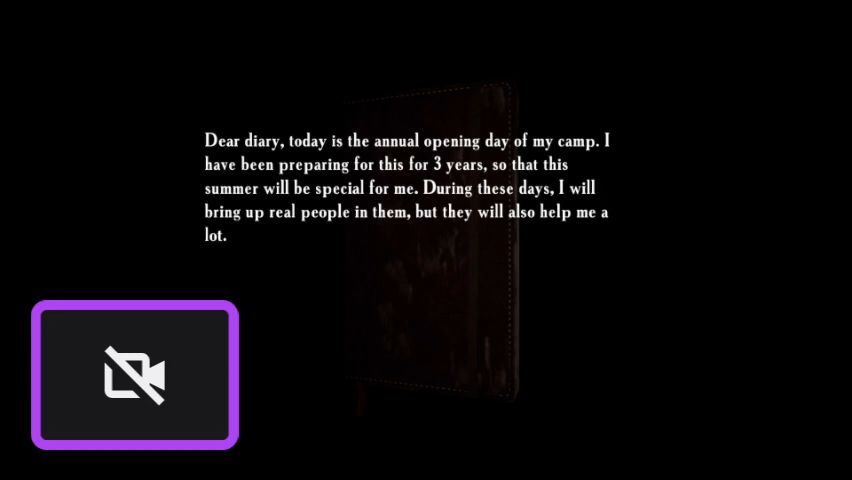 Dear diary, today is the annual opening day of my camp. I
have been preparing for this for 3 years, so that this
summer will be special for me. During these days, I will
bring up real people in them, but they will also help me a
lot.